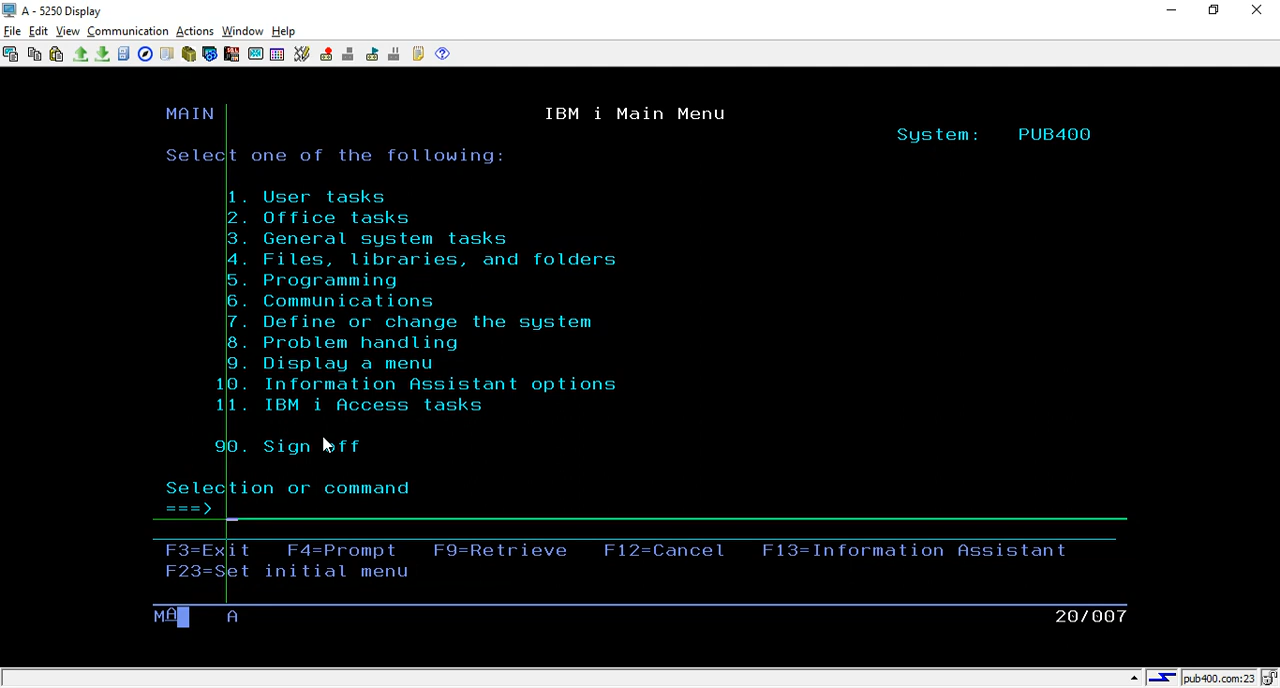 A - 5250 Display
File Edit View Communication Actions Window Help
MAIN IBM i Main Menu
System: PUB400
Select one of the following:
1. User tasks
2. Office tasks
3. General system tasks
4. Files, libraries, and folders
5. Programming
6. Communications
7. Define or change the system
8. Problem handling
9. Display a menu
10. Information Assistant options
11. IBM i Access tasks
90. Sign off
Selection or command
===>
F3=Exit F4=Prompt F9=Retrieve F12=Cancel F13=Information Assistant
F23=Set initial menu
MA A 20/007
pub400.com:23